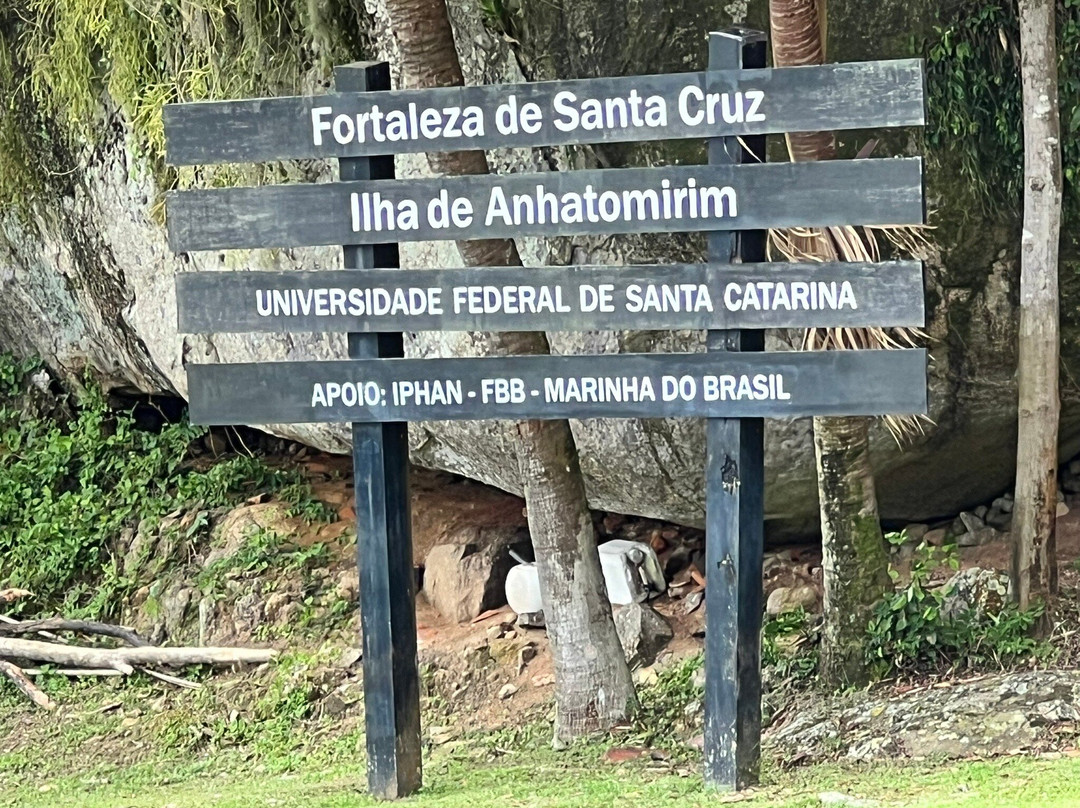 Fortaleza de Santa Cruz
Ilha de Anhatomirim
UNIVERSIDADE FEDERAL DE SANTA CATARINA
APOIO: IPHAN - FBB - MARINHA DO BRASIL